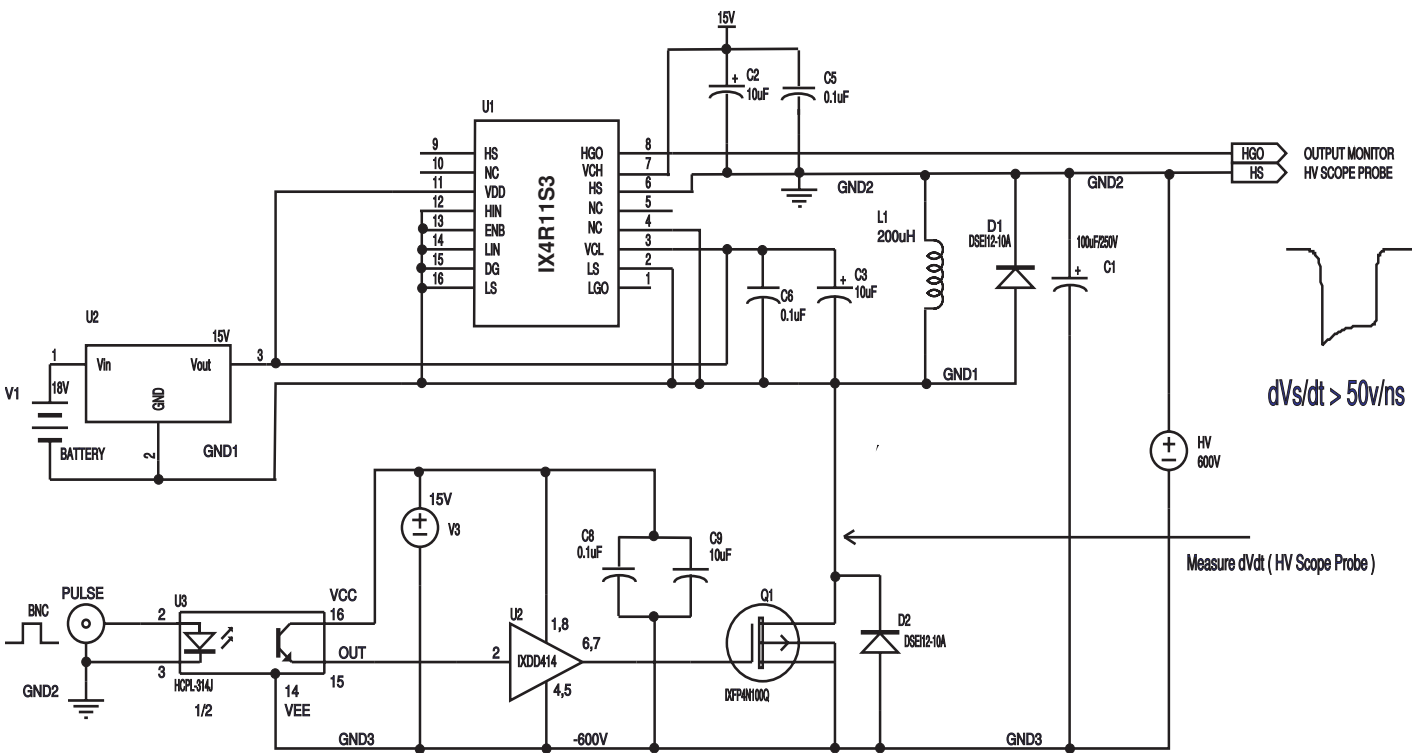 15V
C2
10uF
C5
0.1uF
U1
IX4R11S3
9 HS
10 NC
11 VDD
12 HIN
13 ENB
14 LIN
15 DG
16 LS
HGO 8
VCH 7
HS 6
NC 5
NC 4
VCL 3
LS 2
LGO 1
HGO OUTPUT MONITOR
HS HV SCOPE PROBE
GND2
GND2
L1
200uH
D1
DSEI12-10A
100uF/250V
C1
+
C6
0.1uF
C3
10uF
+
+
GND1
dVs/dt > 50v/ns
U2
15V
1
Vin
Vout
3
GND
2
V1
18V
BATTERY
GND1
HV
600V
+
−
Measure dVdt ( HV Scope Probe )
15V
V3
+
−
C8
0.1uF
C9
10uF
PULSE
BNC
U3
2
3
VCC
16
OUT
15
HCPL-314J
1/2
14
VEE
GND2
U2
2
IXDD414
1,8
6,7
4,5
Q1
IXFP4N100Q
D2
DSEI12-10A
GND3
-600V
GND3